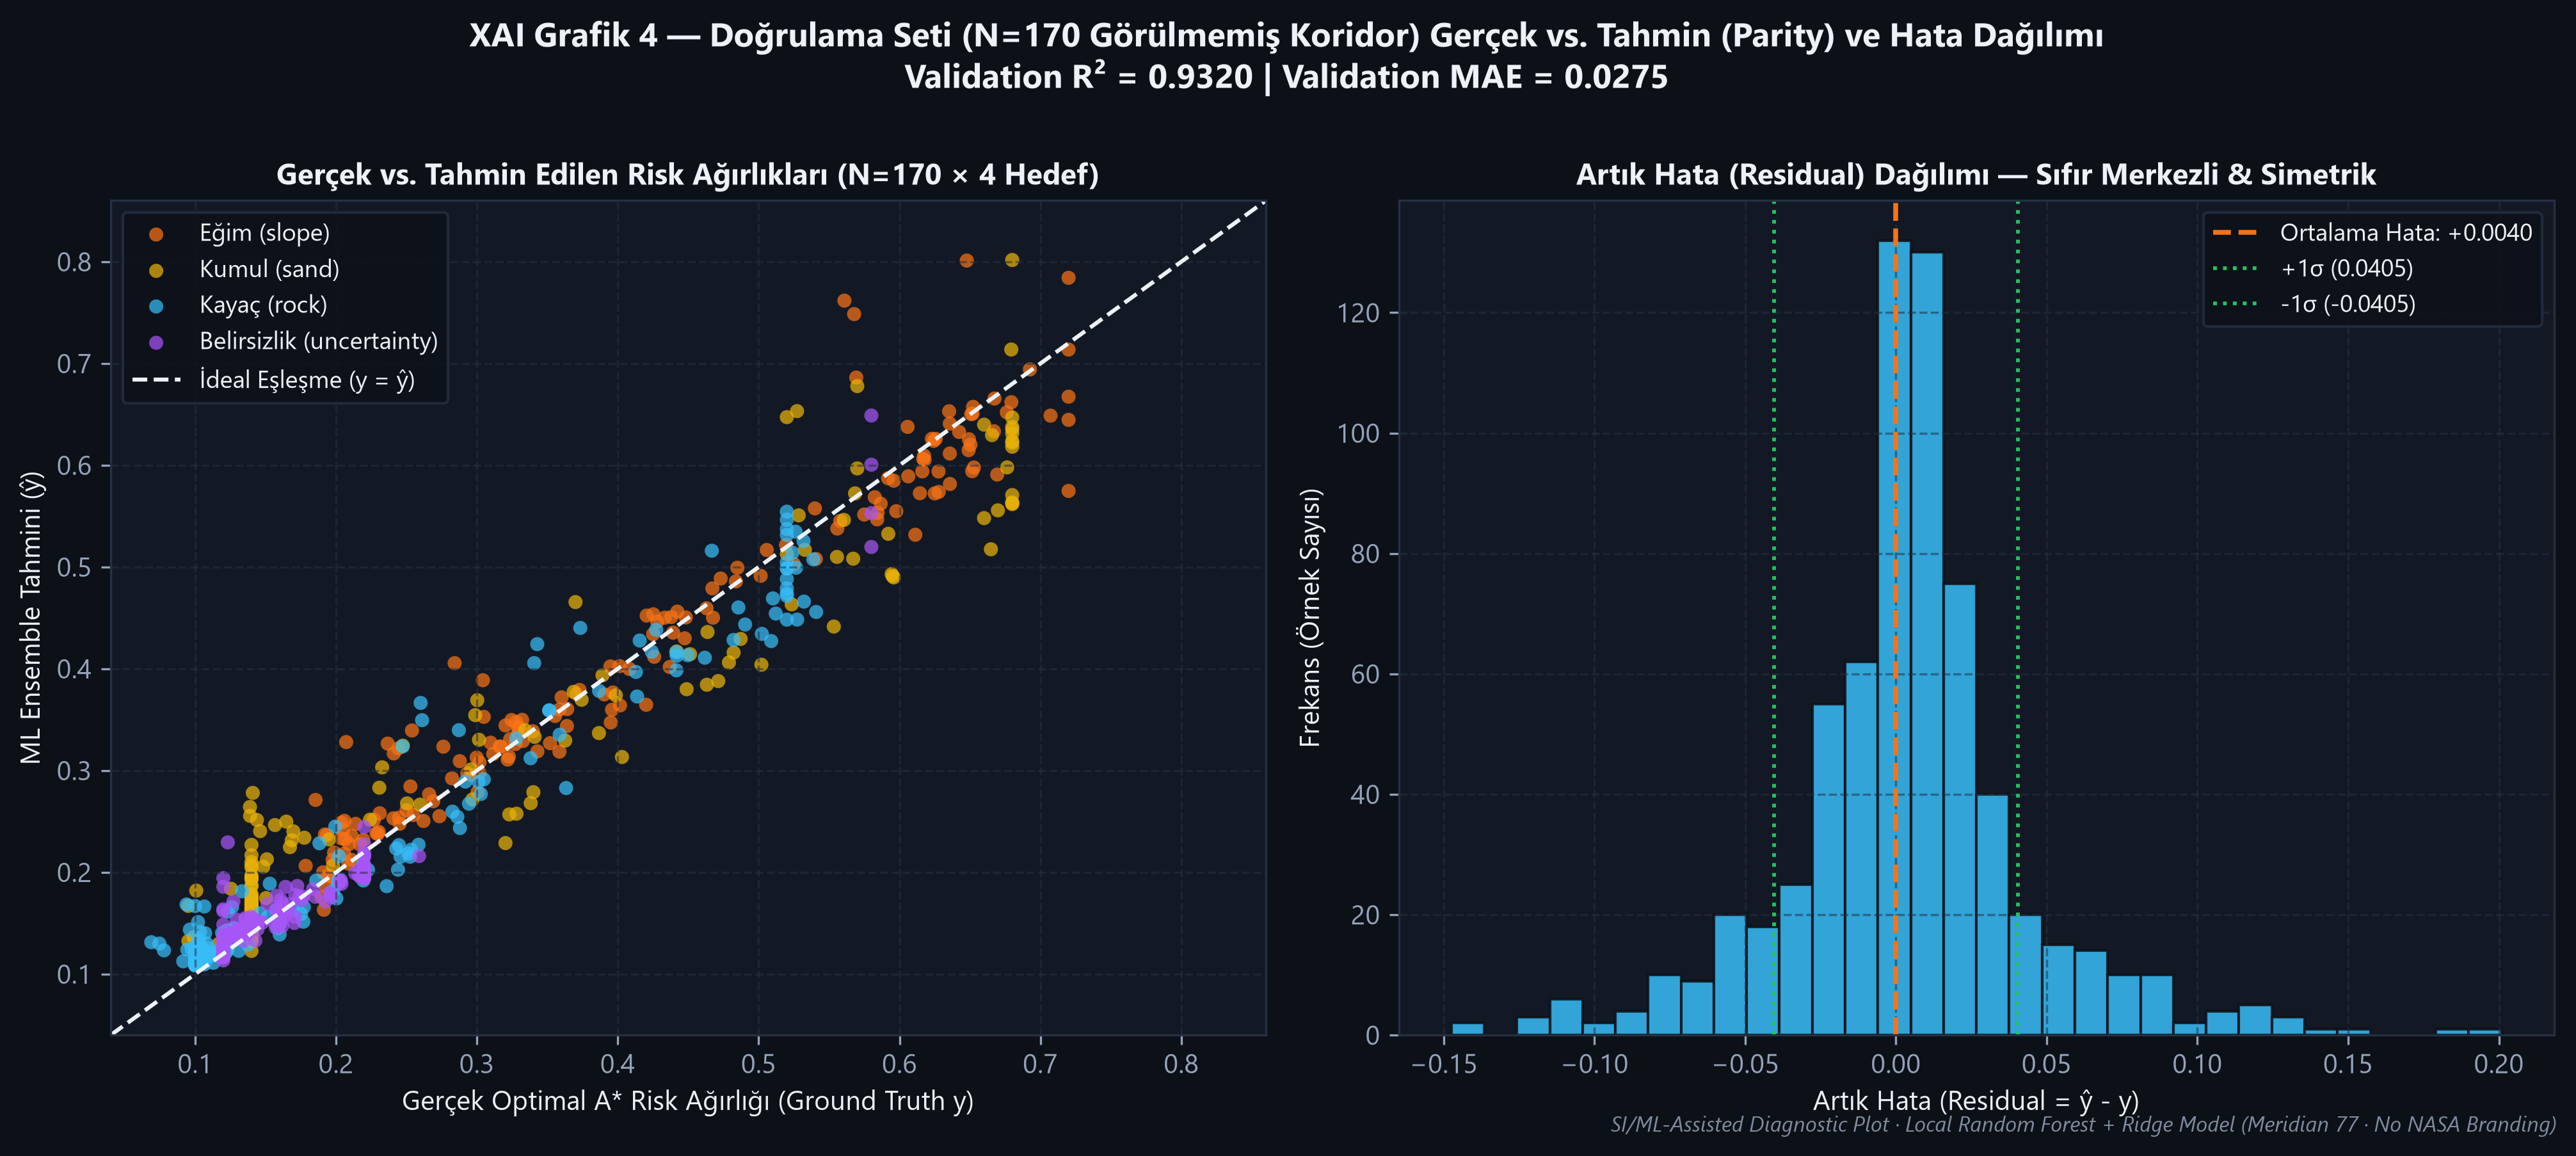 XAI Grafik 4 — Doğrulama Seti (N=170 Görülmemiş Koridor) Gerçek vs. Tahmin (Parity) ve Hata Dağılımı
Validation R² = 0.9320 | Validation MAE = 0.0275
Gerçek vs. Tahmin Edilen Risk Ağırlıkları (N=170 × 4 Hedef)
Eğim (slope)
Kumul (sand)
Kayaç (rock)
Belirsizlik (uncertainty)
İdeal Eşleşme (y = ŷ)
ML Ensemble Tahmini (ŷ)
0.8
0.7
0.6
0.5
0.4
0.3
0.2
0.1
0.1 0.2 0.3 0.4 0.5 0.6 0.7 0.8
Gerçek Optimal A* Risk Ağırlığı (Ground Truth y)
Artık Hata (Residual) Dağılımı — Sıfır Merkezli & Simetrik
Ortalama Hata: +0.0040
+1σ (0.0405)
-1σ (-0.0405)
Frekans (Örnek Sayısı)
120
100
80
60
40
20
0
−0.15 −0.10 −0.05 0.00 0.05 0.10 0.15 0.20
Artık Hata (Residual = ŷ - y)
SI/ML-Assisted Diagnostic Plot · Local Random Forest + Ridge Model (Meridian 77 · No NASA Branding)